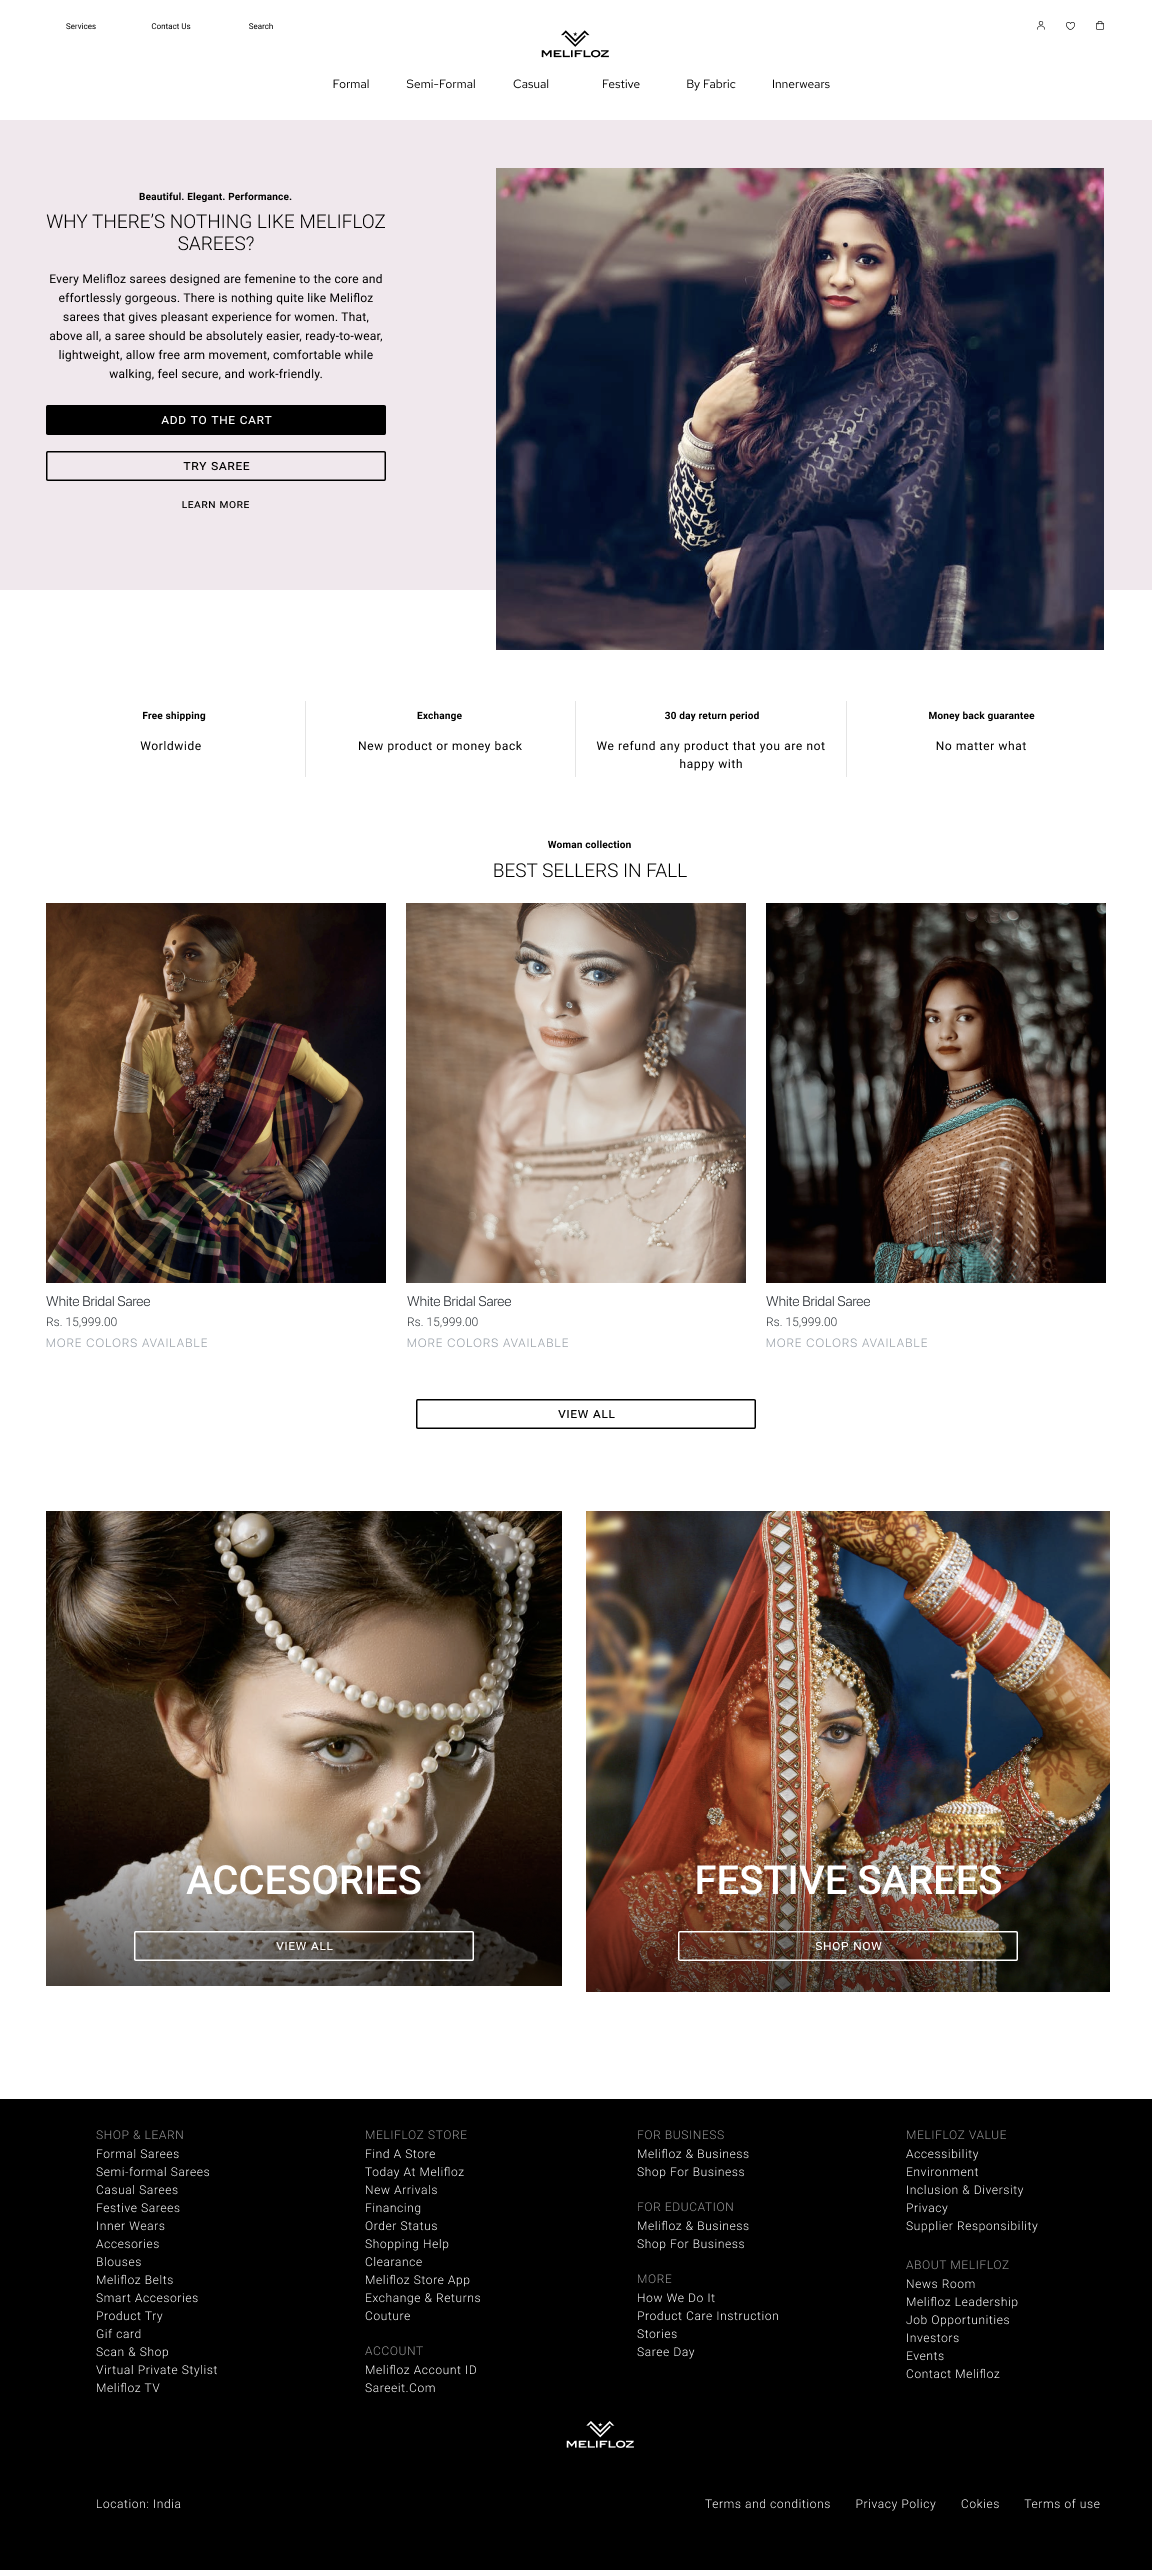 Services
Contact Us
Search
MELIFLOZ
Formal
Semi-Formal
Casual
Festive
By Fabric
Innerwears
Beautiful. Elegant. Performance.
WHY THERE'S NOTHING LIKE MELIFLOZ
SAREES?
Every Melifloz sarees designed are femenine to the core and
effortlessly gorgeous. There is nothing quite like Melifloz
sarees that gives pleasant experience for women. That,
above all, a saree should be absolutely easier, ready-to-wear,
lightweight, allow free arm movement, comfortable while
walking, feel secure, and work-friendly.
ADD TO THE CART
TRY SAREE
LEARN MORE
Free shipping
Worldwide
Exchange
New product or money back
30 day return period
We refund any product that you are not
happy with
Money back guarantee
No matter what
Woman collection
BEST SELLERS IN FALL
White Bridal Saree
Rs. 15,999.00
MORE COLORS AVAILABLE
White Bridal Saree
Rs. 15,999.00
MORE COLORS AVAILABLE
White Bridal Saree
Rs. 15,999.00
MORE COLORS AVAILABLE
VIEW ALL
ACCESORIES
VIEW ALL
FESTIVE SAREES
SHOP NOW
SHOP & LEARN
Formal Sarees
Semi-formal Sarees
Casual Sarees
Festive Sarees
Inner Wears
Accesories
Blouses
Melifloz Belts
Smart Accesories
Product Try
Gif card
Scan & Shop
Virtual Private Stylist
Melifloz TV
MELIFLOZ STORE
Find A Store
Today At Melifloz
New Arrivals
Financing
Order Status
Shopping Help
Clearance
Melifloz Store App
Exchange & Returns
Couture
ACCOUNT
Melifloz Account ID
Sareeit.Com
FOR BUSINESS
Melifloz & Business
Shop For Business
FOR EDUCATION
Melifloz & Business
Shop For Business
MORE
How We Do It
Product Care Instruction
Stories
Saree Day
MELIFLOZ VALUE
Accessibility
Environment
Inclusion & Diversity
Privacy
Supplier Responsibility
ABOUT MELIFLOZ
News Room
Melifloz Leadership
Job Opportunities
Investors
Events
Contact Melifloz
MELIFLOZ
Location: India
Terms and conditions
Privacy Policy
Cokies
Terms of use